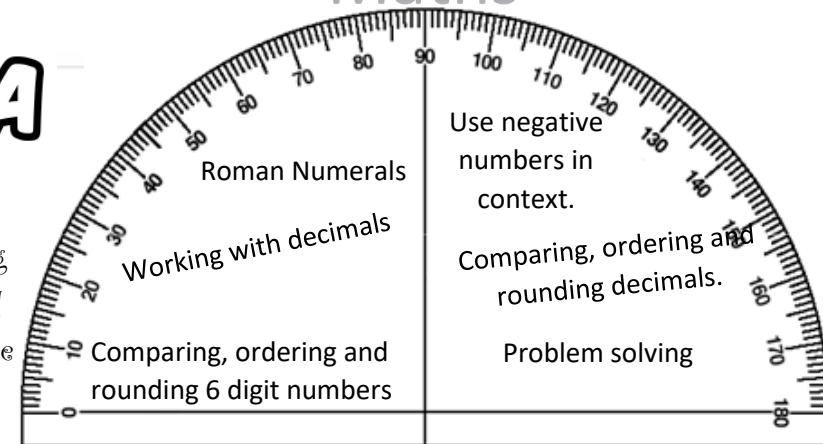 Maths
A
0 10 20 30 40 50 60 70 80 90 100 110 120 130 140 150 160 170 180
Roman Numerals
Working with decimals
Comparing, ordering and
rounding 6 digit numbers
Use negative
numbers in
context.
Comparing, ordering and
rounding decimals.
Problem solving